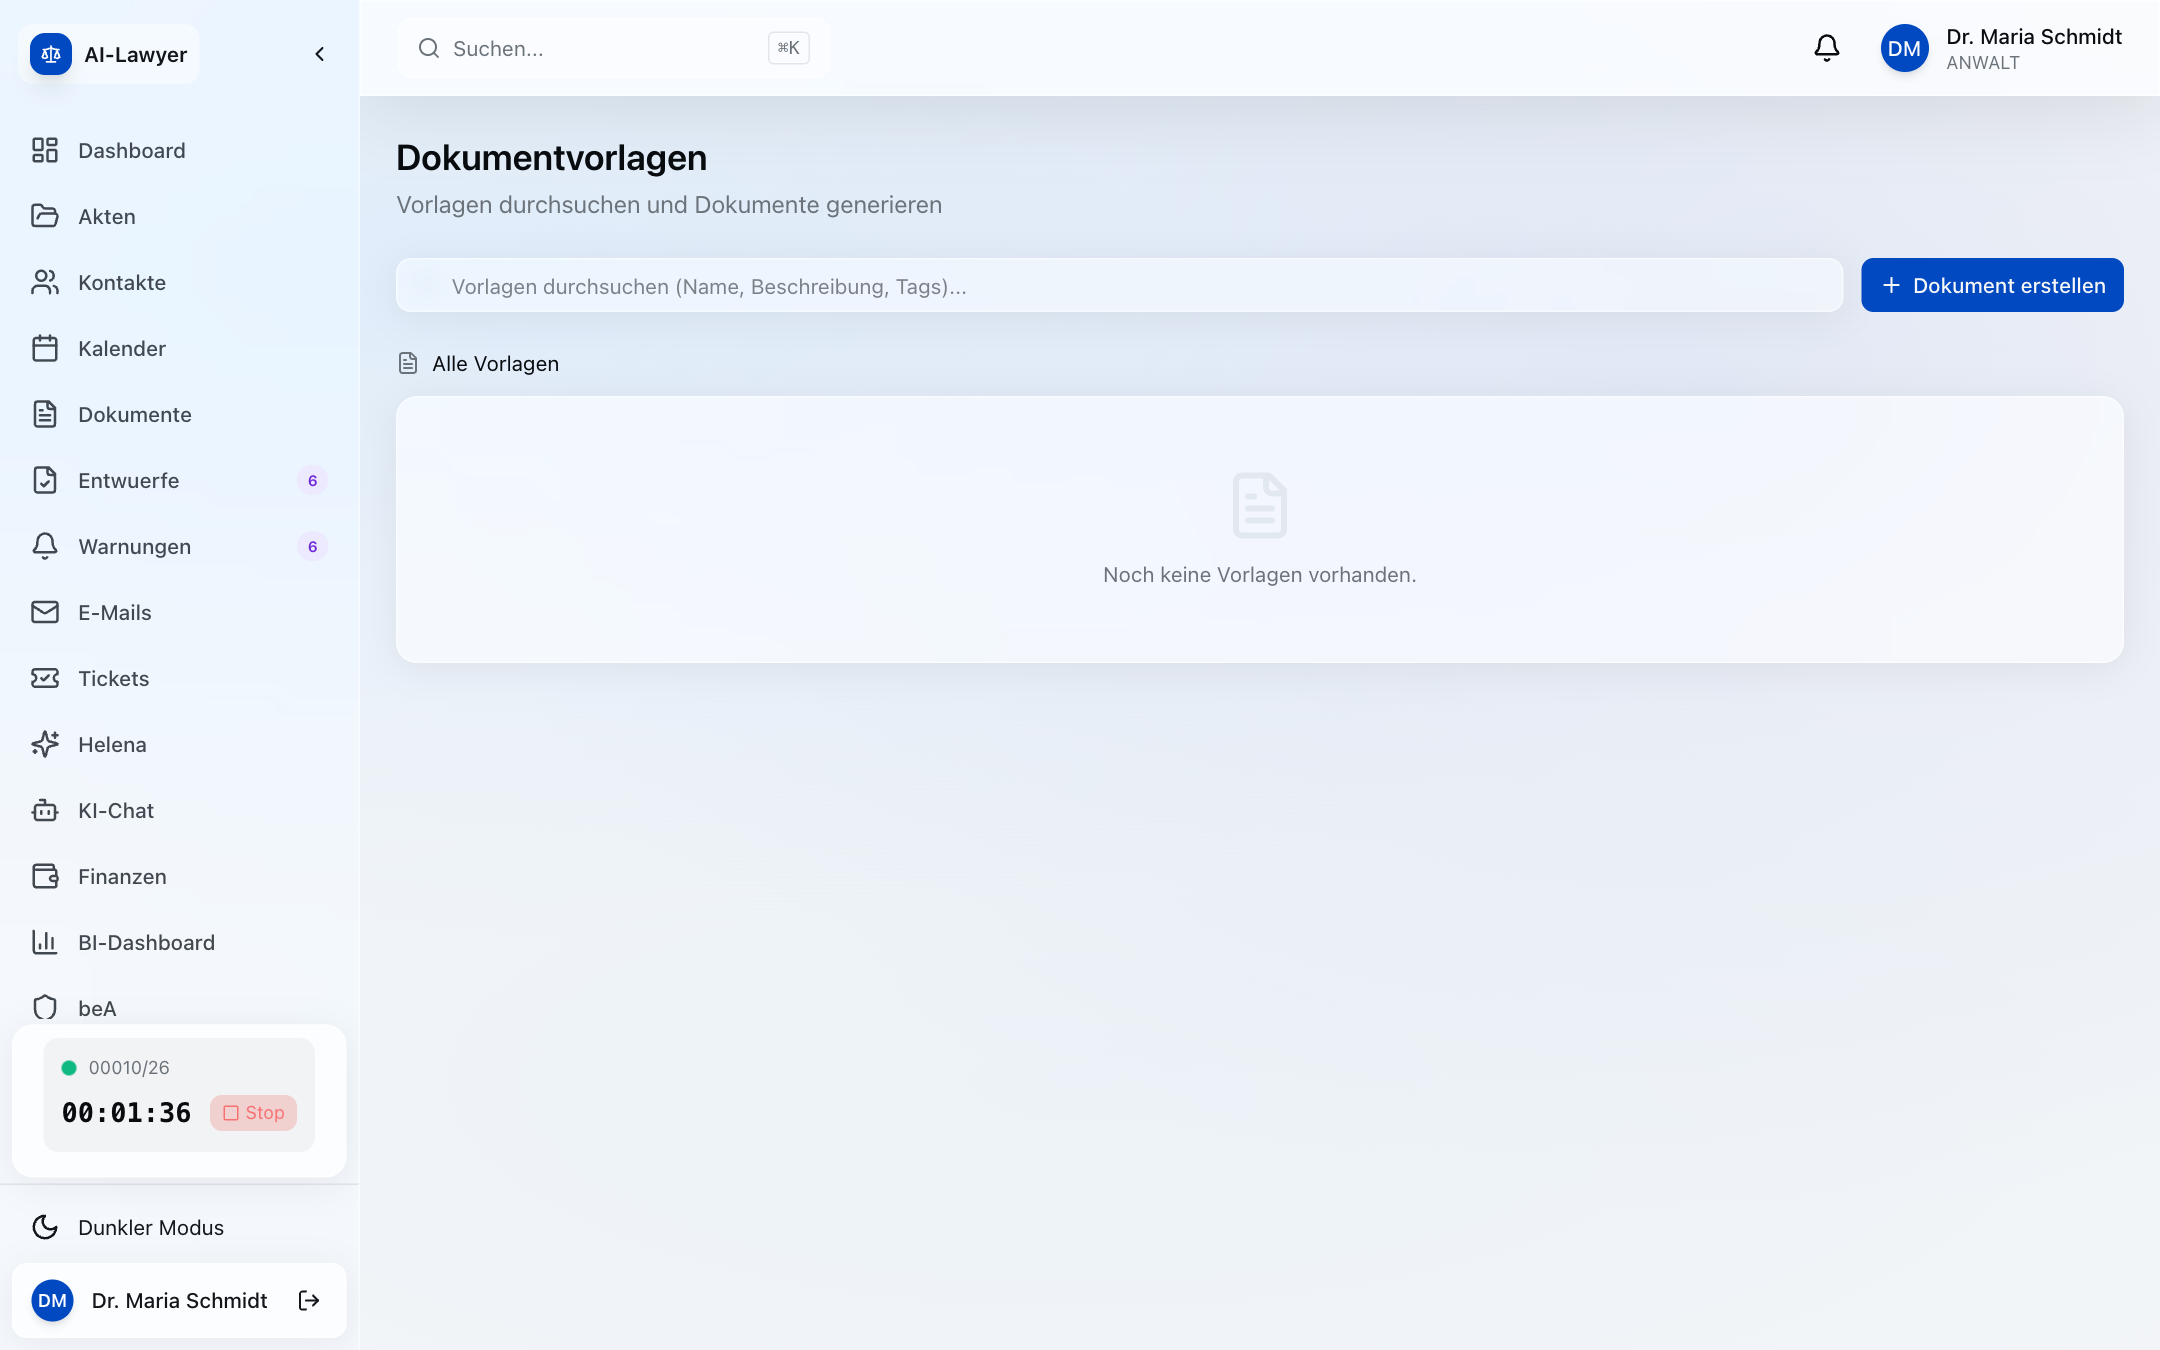 AI-Lawyer
Suchen...
⌘K
DM
Dr. Maria Schmidt
ANWALT
Dashboard
Akten
Kontakte
Kalender
Dokumente
Entwuerfe
6
Warnungen
6
E-Mails
Tickets
Helena
KI-Chat
Finanzen
BI-Dashboard
beA
00010/26
00:01:36
Stop
Dunkler Modus
DM
Dr. Maria Schmidt
Dokumentvorlagen
Vorlagen durchsuchen und Dokumente generieren
Vorlagen durchsuchen (Name, Beschreibung, Tags)...
Dokument erstellen
Alle Vorlagen
Noch keine Vorlagen vorhanden.